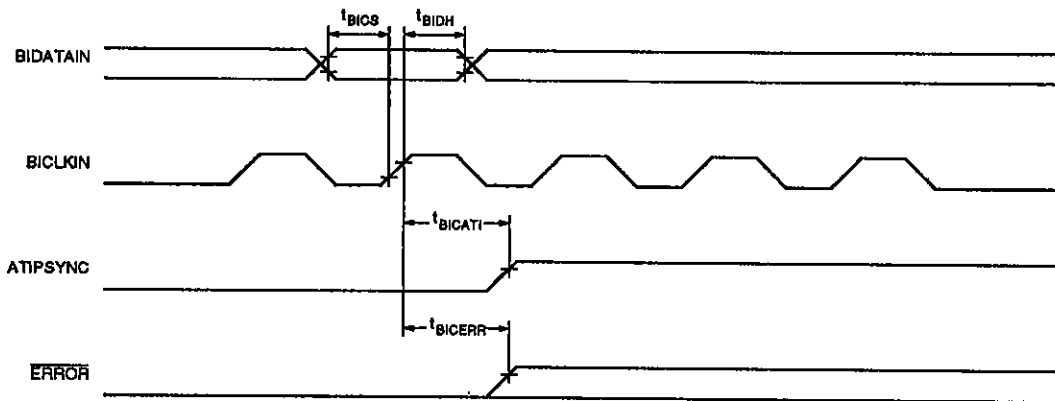 tBICS tBIDH
BIDATAIN
BICLKIN
tBICATI
ATIPSYNC
tBICERR
ERROR